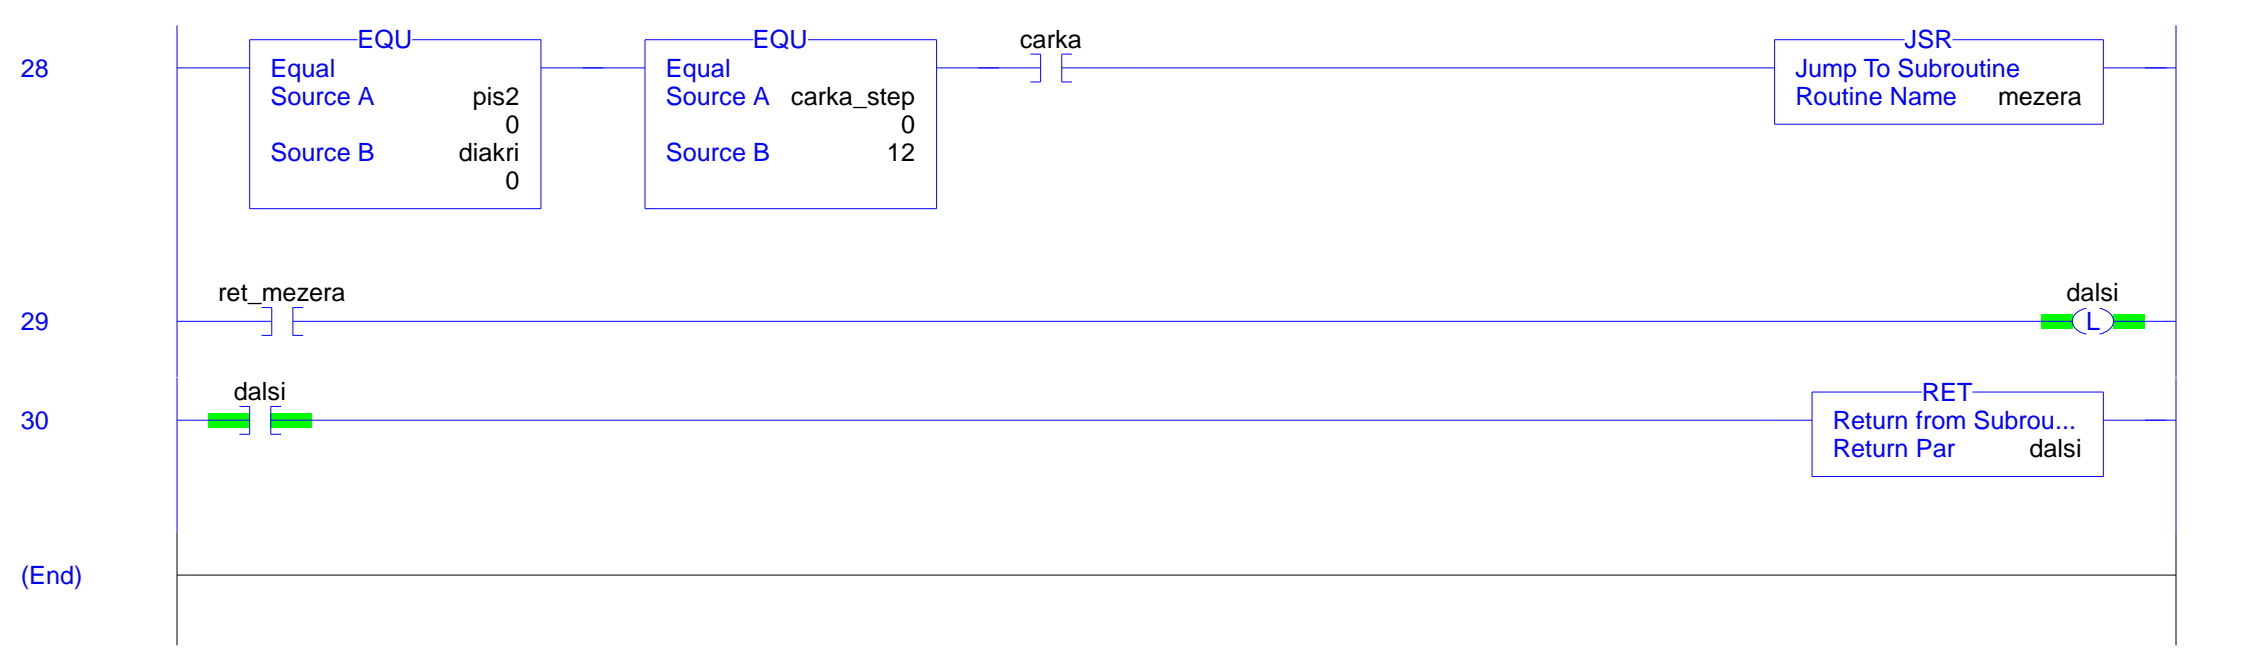 EQU EQU carka JSR
28 Equal Equal Jump To Subroutine
Source A pis2 Source A carka_step Routine Name mezera
0 0
Source B diakri Source B 12
0
ret_mezera dalsi
29 L
dalsi RET
30 Return from Subrou...
Return Par dalsi
(End)